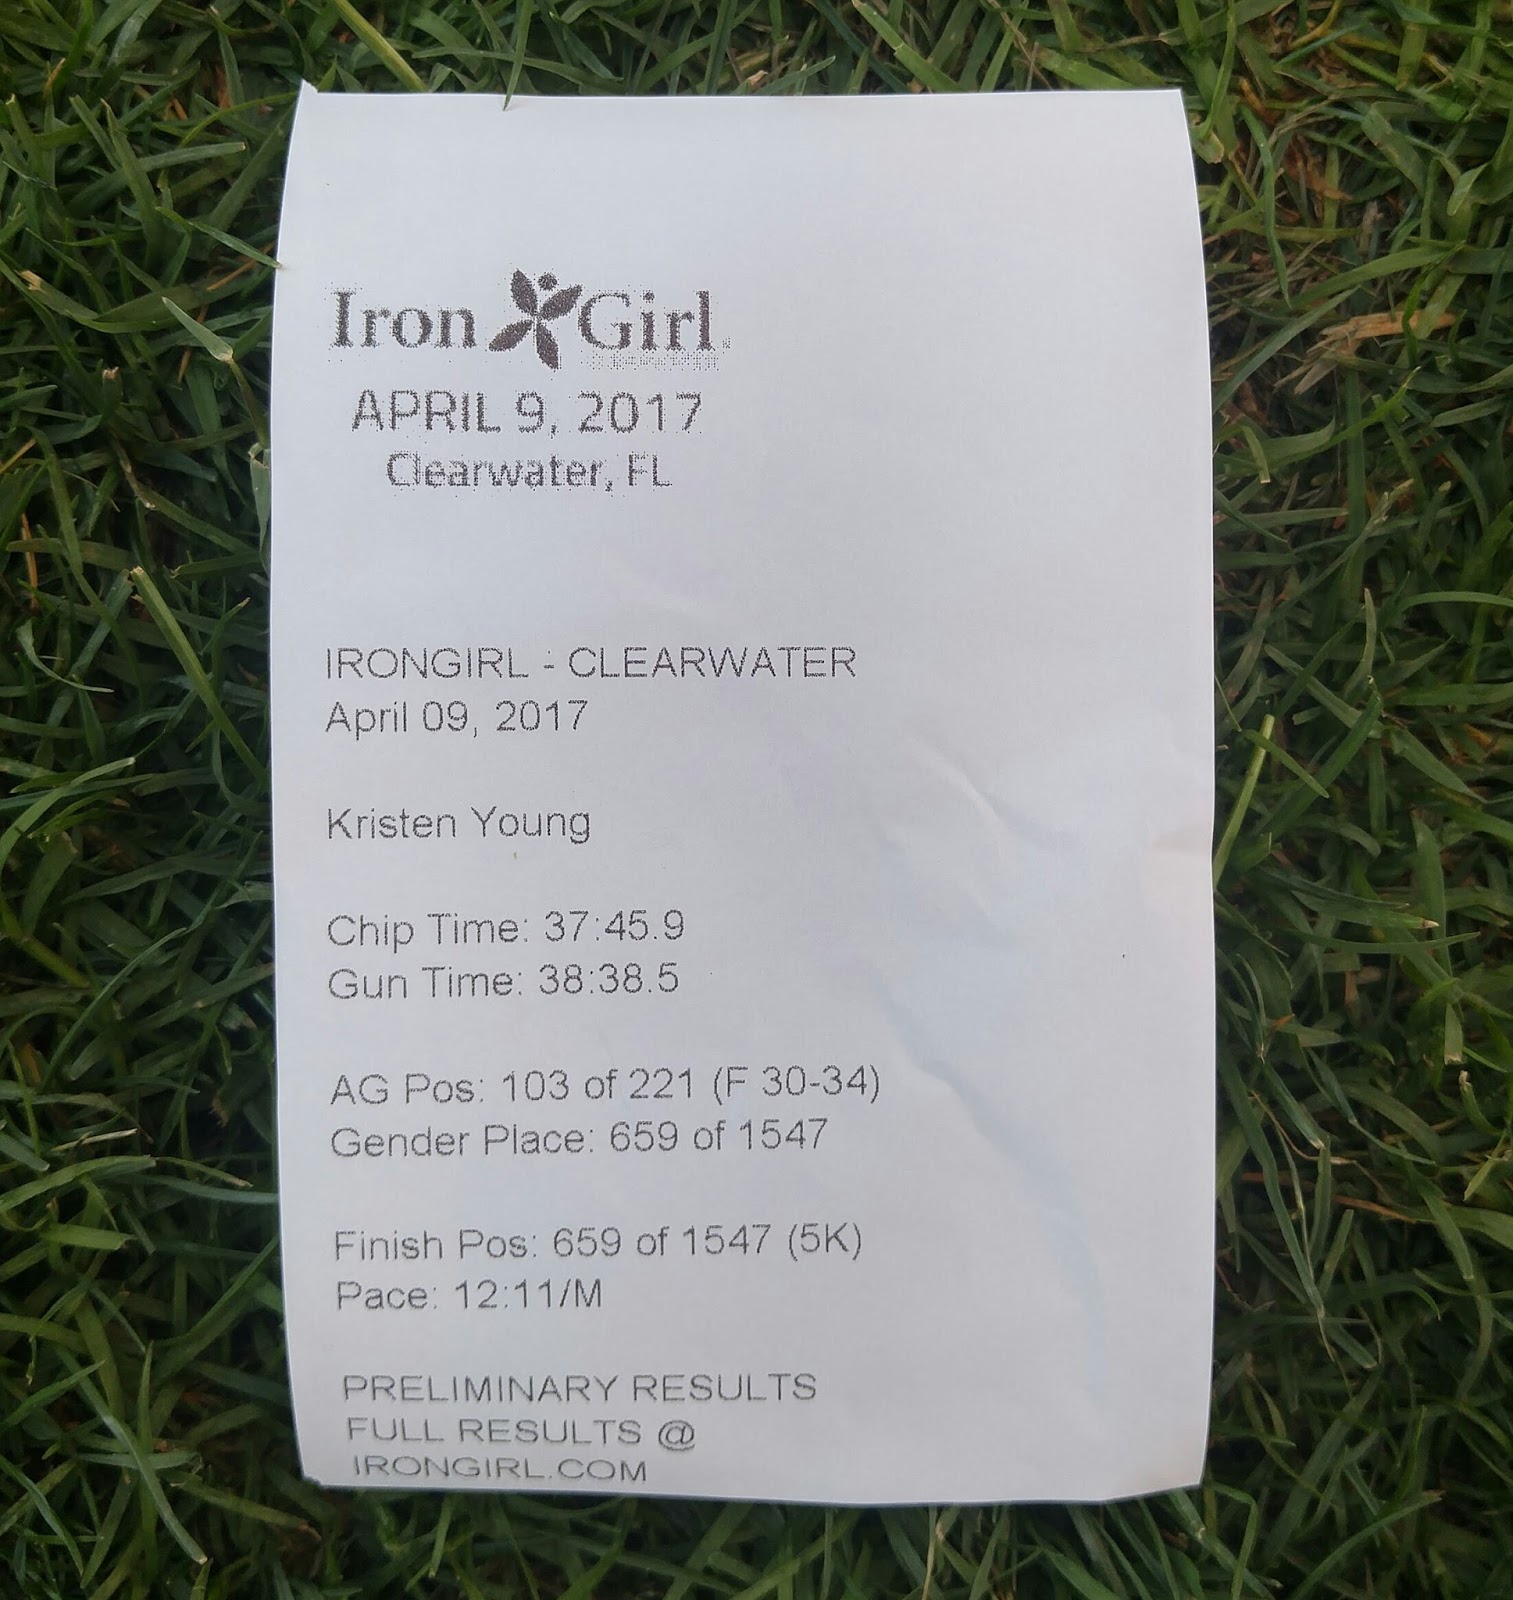 Iron Girl
APRIL 9, 2017
Clearwater, FL
IRONGIRL - CLEARWATER
April 09, 2017
Kristen Young
Chip Time: 37:45.9
Gun Time: 38:38.5
AG Pos: 103 of 221 (F 30-34)
Gender Place: 659 of 1547
Finish Pos: 659 of 1547 (5K)
Pace: 12:11/M
PRELIMINARY RESULTS
FULL RESULTS @
IRONGIRL.COM